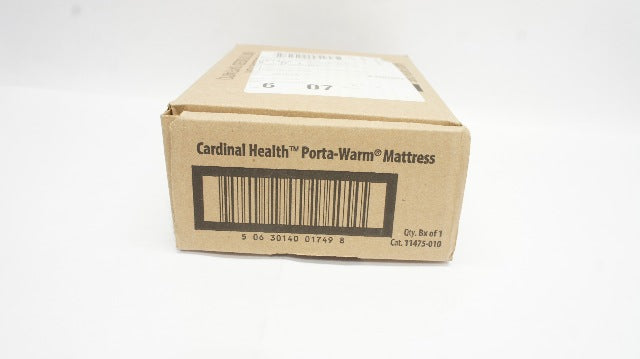 6 07
Cardinal Health™ Porta-Warm® Mattress
5 06 30140 01749 8
Qty. Bx of 1
Cat. 11475-010